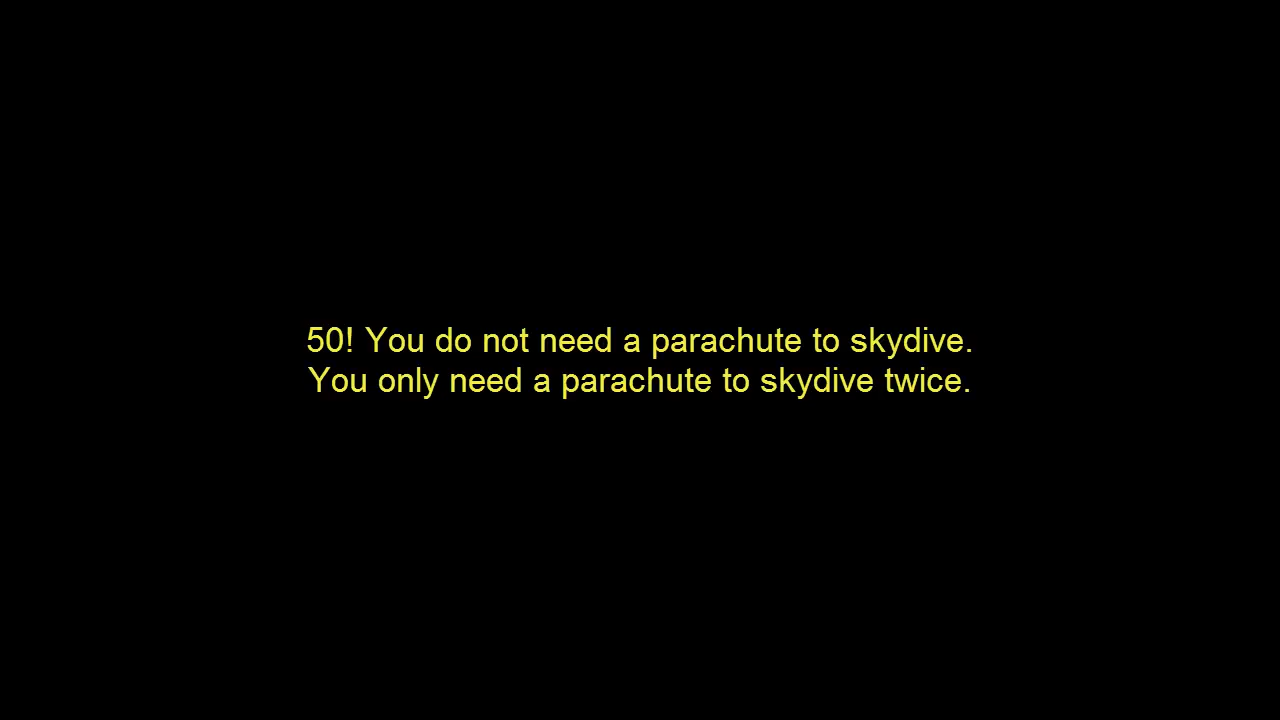 50! You do not need a parachute to skydive.
You only need a parachute to skydive twice.